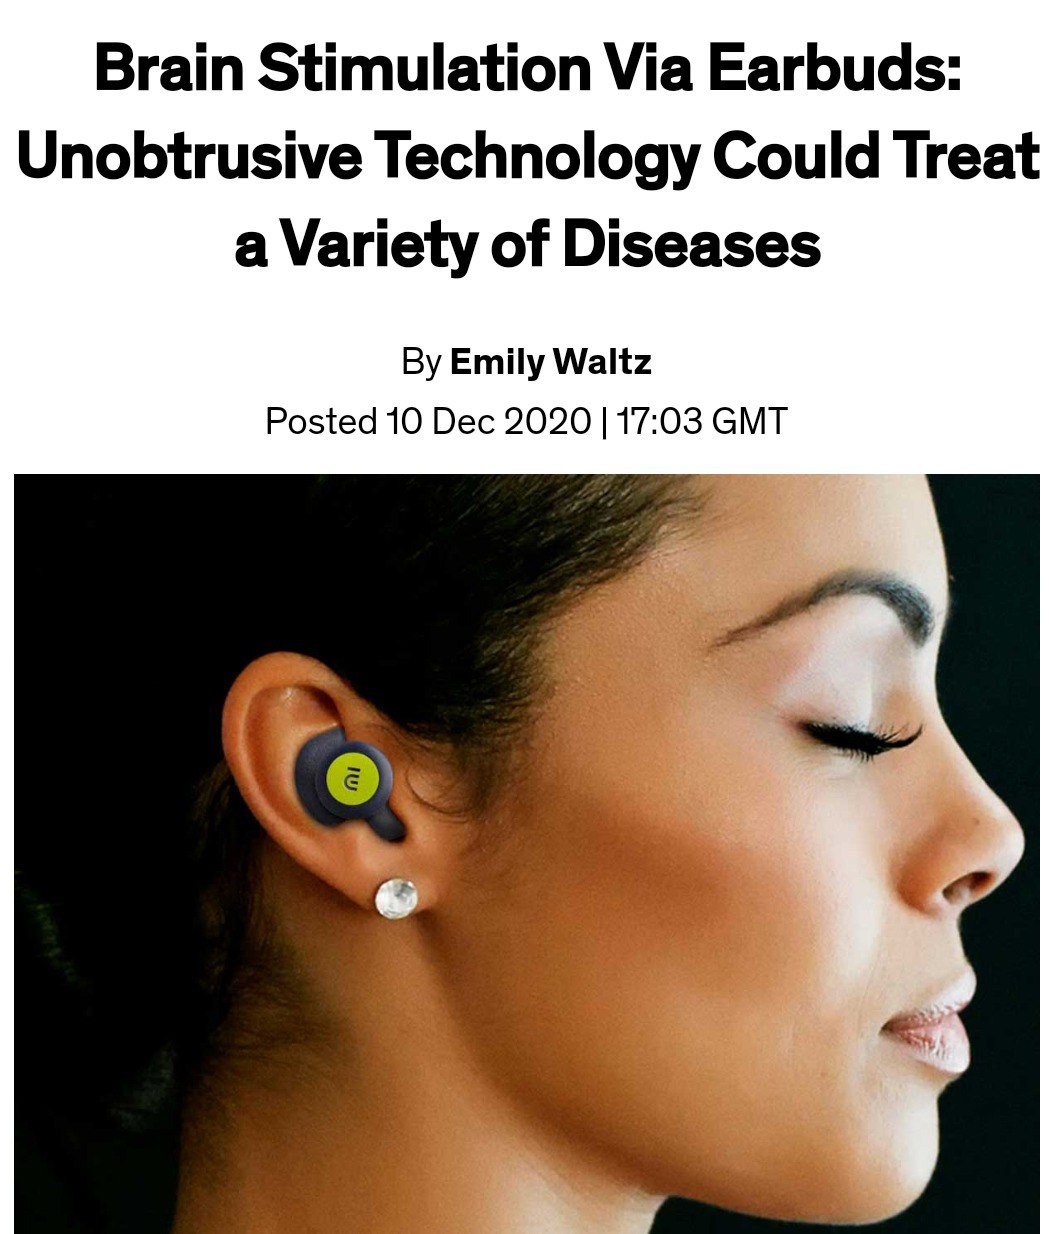 Brain Stimulation Via Earbuds:
Unobtrusive Technology Could Treat
a Variety of Diseases
By Emily Waltz
Posted 10 Dec 2020 | 17:03 GMT